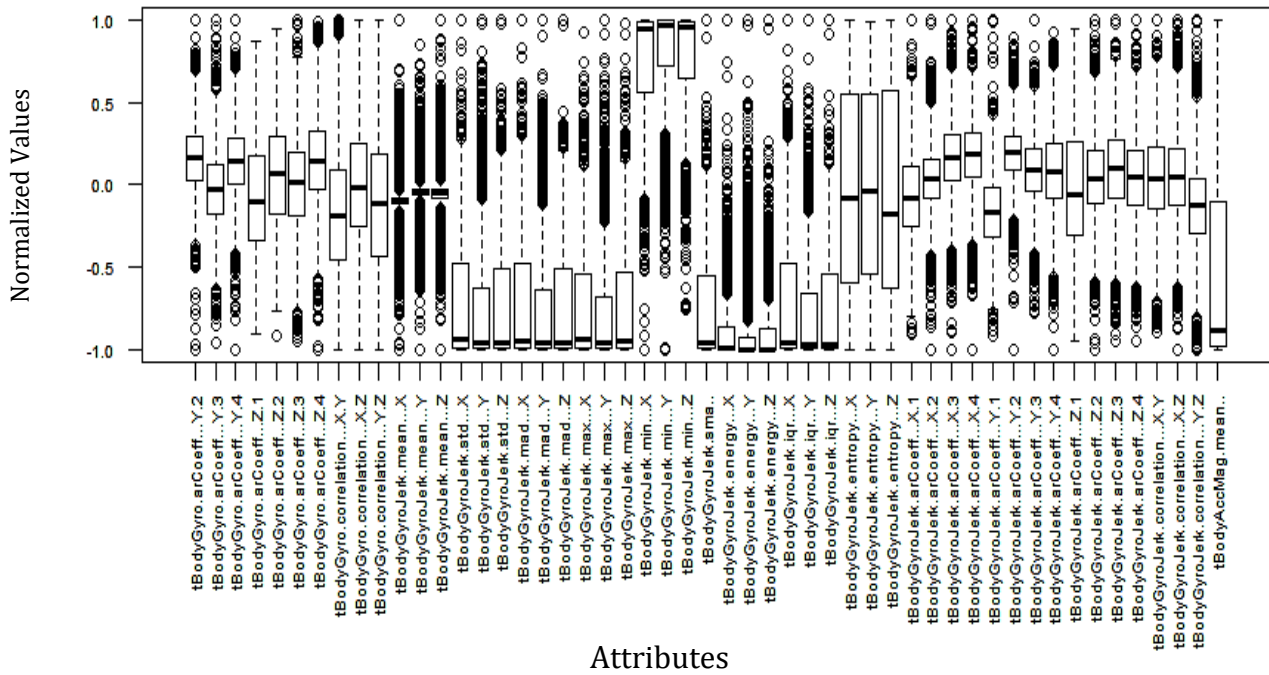 Normalized Values
1.0
0.5
0.0
-0.5
-1.0
tBodyGyro.arCoeff...Y.2
tBodyGyro.arCoeff...Y.3
tBodyGyro.arCoeff...Y.4
tBodyGyro.arCoeff...Z.1
tBodyGyro.arCoeff...Z.2
tBodyGyro.arCoeff...Z.3
tBodyGyro.arCoeff...Z.4
tBodyGyro.correlation...X.Y
tBodyGyro.correlation...X.Z
tBodyGyro.correlation...Y.Z
tBodyGyroJerk.mean...X
tBodyGyroJerk.mean...Y
tBodyGyroJerk.mean...Z
tBodyGyroJerk.std...X
tBodyGyroJerk.std...Y
tBodyGyroJerk.std...Z
tBodyGyroJerk.mad...X
tBodyGyroJerk.mad...Y
tBodyGyroJerk.mad...Z
tBodyGyroJerk.max...X
tBodyGyroJerk.max...Y
tBodyGyroJerk.max...Z
tBodyGyroJerk.min...X
tBodyGyroJerk.min...Y
tBodyGyroJerk.min...Z
tBodyGyroJerk.sma..
tBodyGyroJerk.energy...X
tBodyGyroJerk.energy...Y
tBodyGyroJerk.energy...Z
tBodyGyroJerk.iqr...X
tBodyGyroJerk.iqr...Y
tBodyGyroJerk.iqr...Z
tBodyGyroJerk.entropy...X
tBodyGyroJerk.entropy...Y
tBodyGyroJerk.entropy...Z
tBodyGyroJerk.arCoeff...X.1
tBodyGyroJerk.arCoeff...X.2
tBodyGyroJerk.arCoeff...X.3
tBodyGyroJerk.arCoeff...X.4
tBodyGyroJerk.arCoeff...Y.1
tBodyGyroJerk.arCoeff...Y.2
tBodyGyroJerk.arCoeff...Y.3
tBodyGyroJerk.arCoeff...Y.4
tBodyGyroJerk.arCoeff...Z.1
tBodyGyroJerk.arCoeff...Z.2
tBodyGyroJerk.arCoeff...Z.3
tBodyGyroJerk.arCoeff...Z.4
tBodyGyroJerk.correlation...X.Y
tBodyGyroJerk.correlation...X.Z
tBodyGyroJerk.correlation...Y.Z
tBodyAccMag.mean..
Attributes